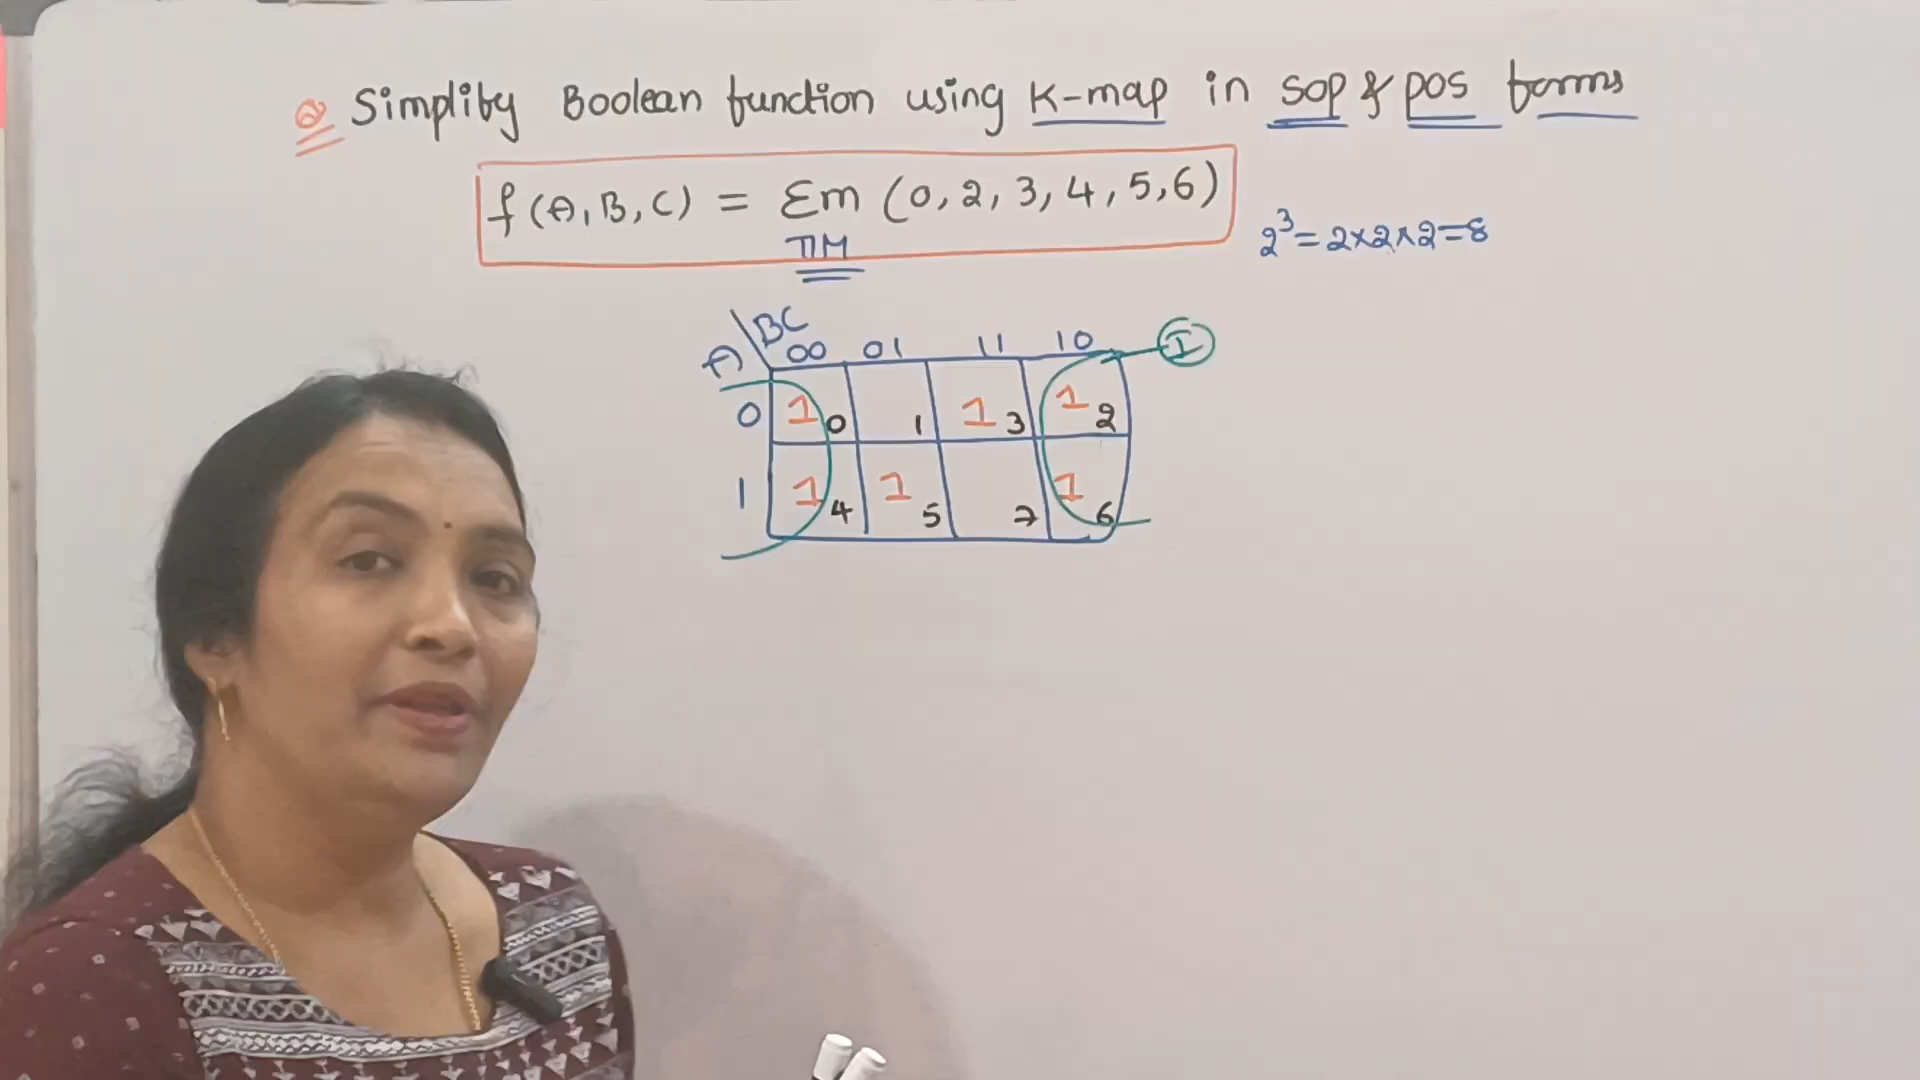 Q Simplify Boolean function using K-map in SOP & POS forms
f(A,B,C) = Σm (0,2,3,4,5,6)
πM
2³=2×2×2=8
A\BC 00 01 11 10 I
0 1 0 1 1 3 1 2
1 1 4 1 5 7 1 6